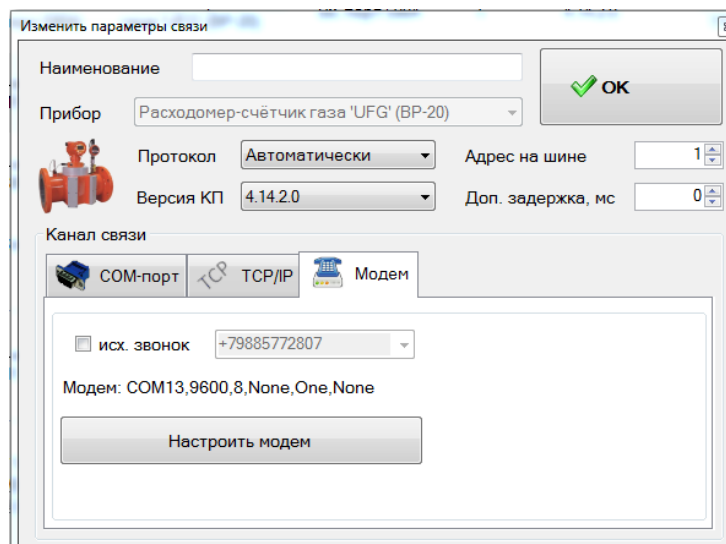 Изменить параметры связи
Наименование
OK
Прибор Расходомер-счётчик газа 'UFG' (ВР-20)
Протокол Автоматически Адрес на шине 1
Версия КП 4.14.2.0 Доп. задержка, мс 0
Канал связи
COM-порт TCP TCP/IP Модем
исх. звонок +79885772807
Модем: COM13,9600,8,None,One,None
Настроить модем